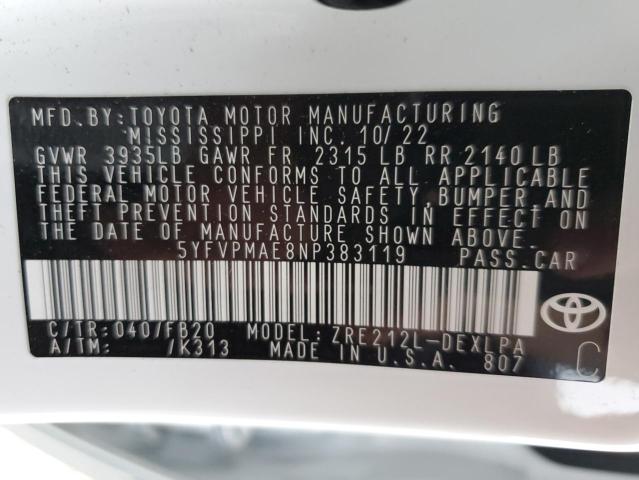 MFD. BY: TOYOTA MOTOR MANUFACTURING
MISSISSIPPI INC. 10/22
GVWR 3935LB GAWR FR 2315 LB RR 2140 LB
THIS VEHICLE CONFORMS TO ALL APPLICABLE
FEDERAL MOTOR VEHICLE SAFETY, BUMPER, AND
THEFT PREVENTION STANDARDS IN EFFECT ON
THE DATE OF MANUFACTURE SHOWN ABOVE.
5YFVPMAE8NP383119 PASS.CAR
C/TR: 040/FB20 MODEL: ZRE212L-DEXLPA
A/TM: /K313 MADE IN U.S.A. 807
C